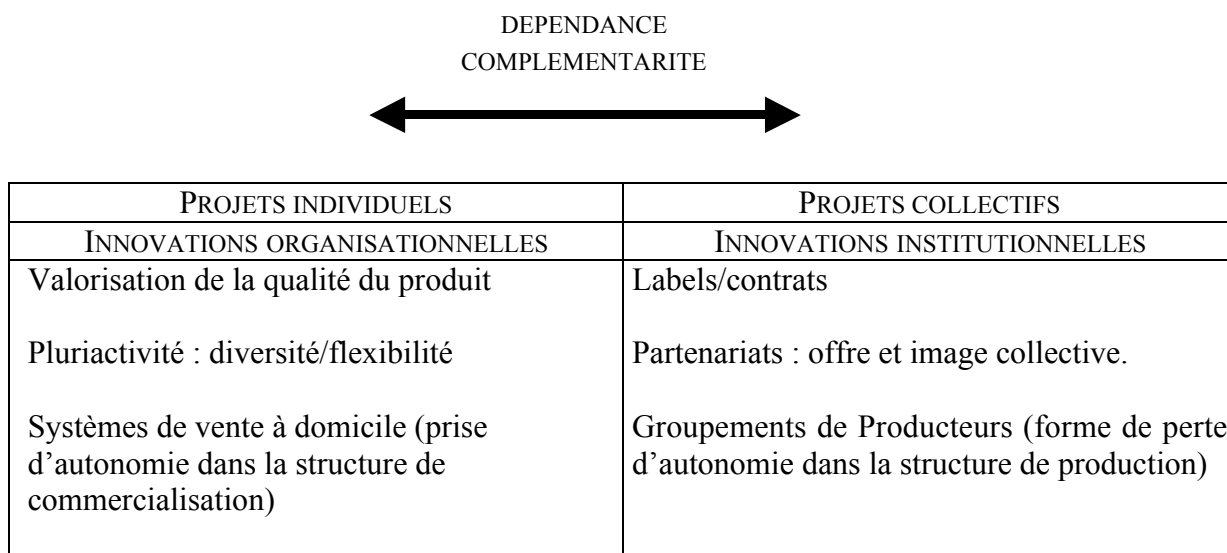 DEPENDANCE
COMPLEMENTARITE
PROJETS INDIVIDUELS
PROJETS COLLECTIFS
INNOVATIONS ORGANISATIONNELLES
INNOVATIONS INSTITUTIONNELLES
Valorisation de la qualité du produit
Labels/contrats
Pluriactivité : diversité/flexibilité
Partenariats : offre et image collective.
Systèmes de vente à domicile (prise
d’autonomie dans la structure de
commercialisation)
Groupements de Producteurs (forme de perte
d’autonomie dans la structure de production)